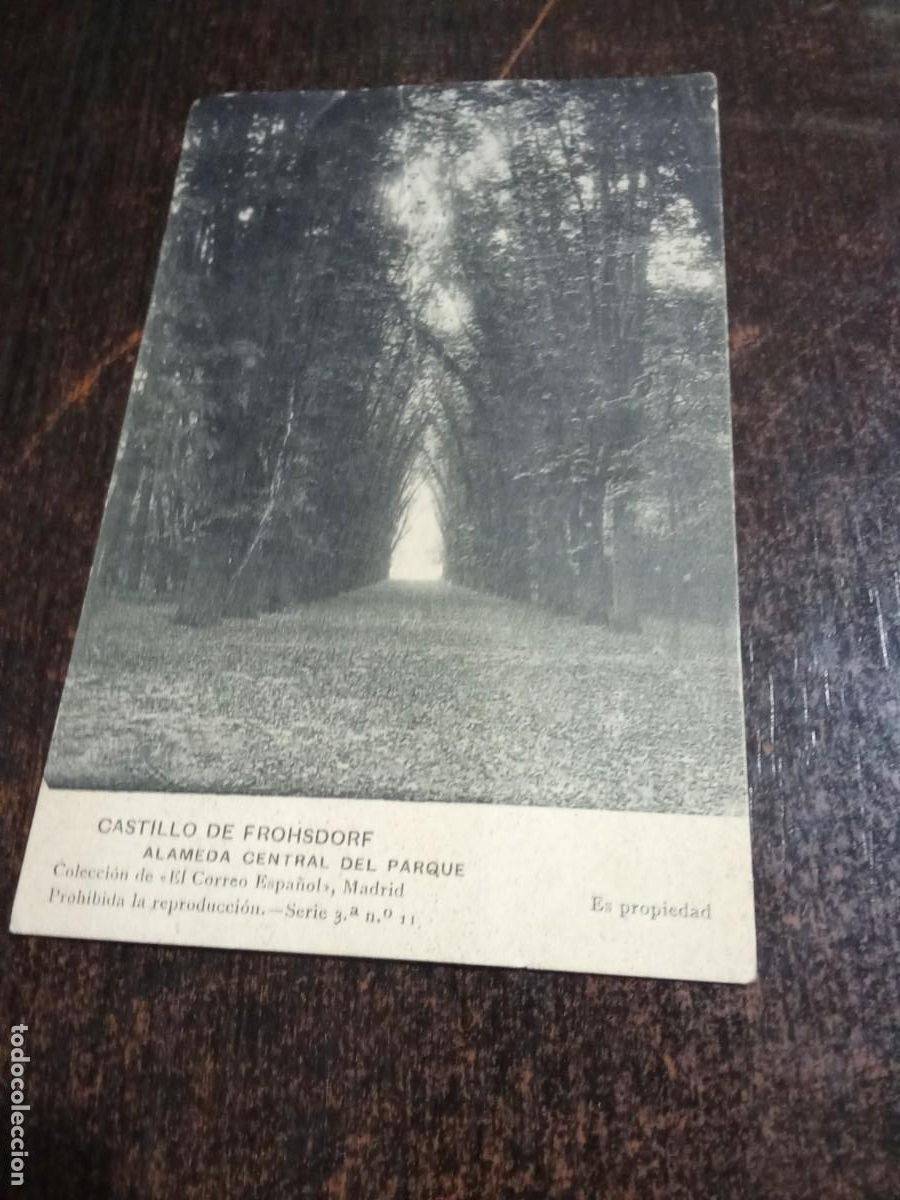 CASTILLO DE FROHSDORF
ALAMEDA CENTRAL DEL PARQUE
Colección de «El Correo Español», Madrid
Prohibida la reproducción.—Serie 3.ª n.º 11
Es propiedad
todocoleccion